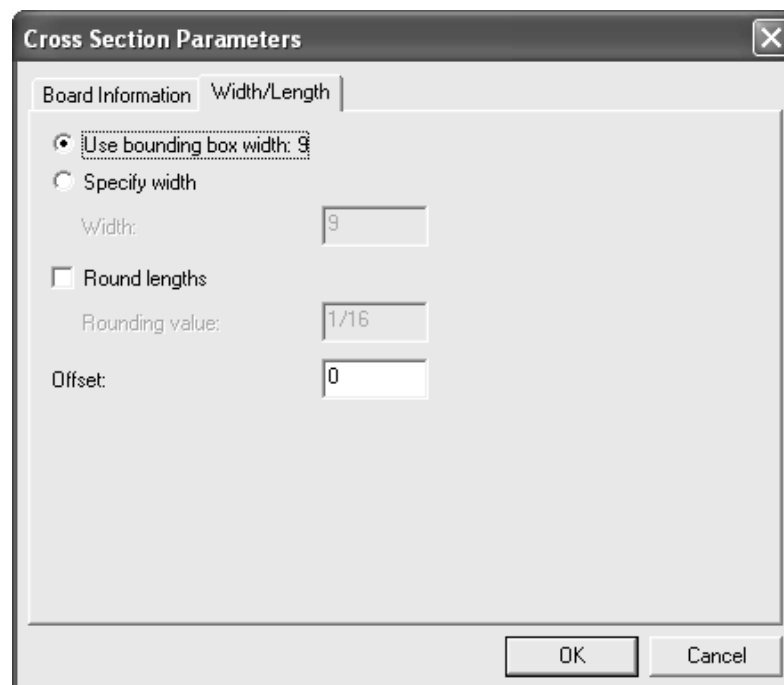 Cross Section Parameters
Board Information Width/Length
Use bounding box width: 9
Specify width
Width: 9
Round lengths
Rounding value: 1/16
Offset: 0
OK Cancel